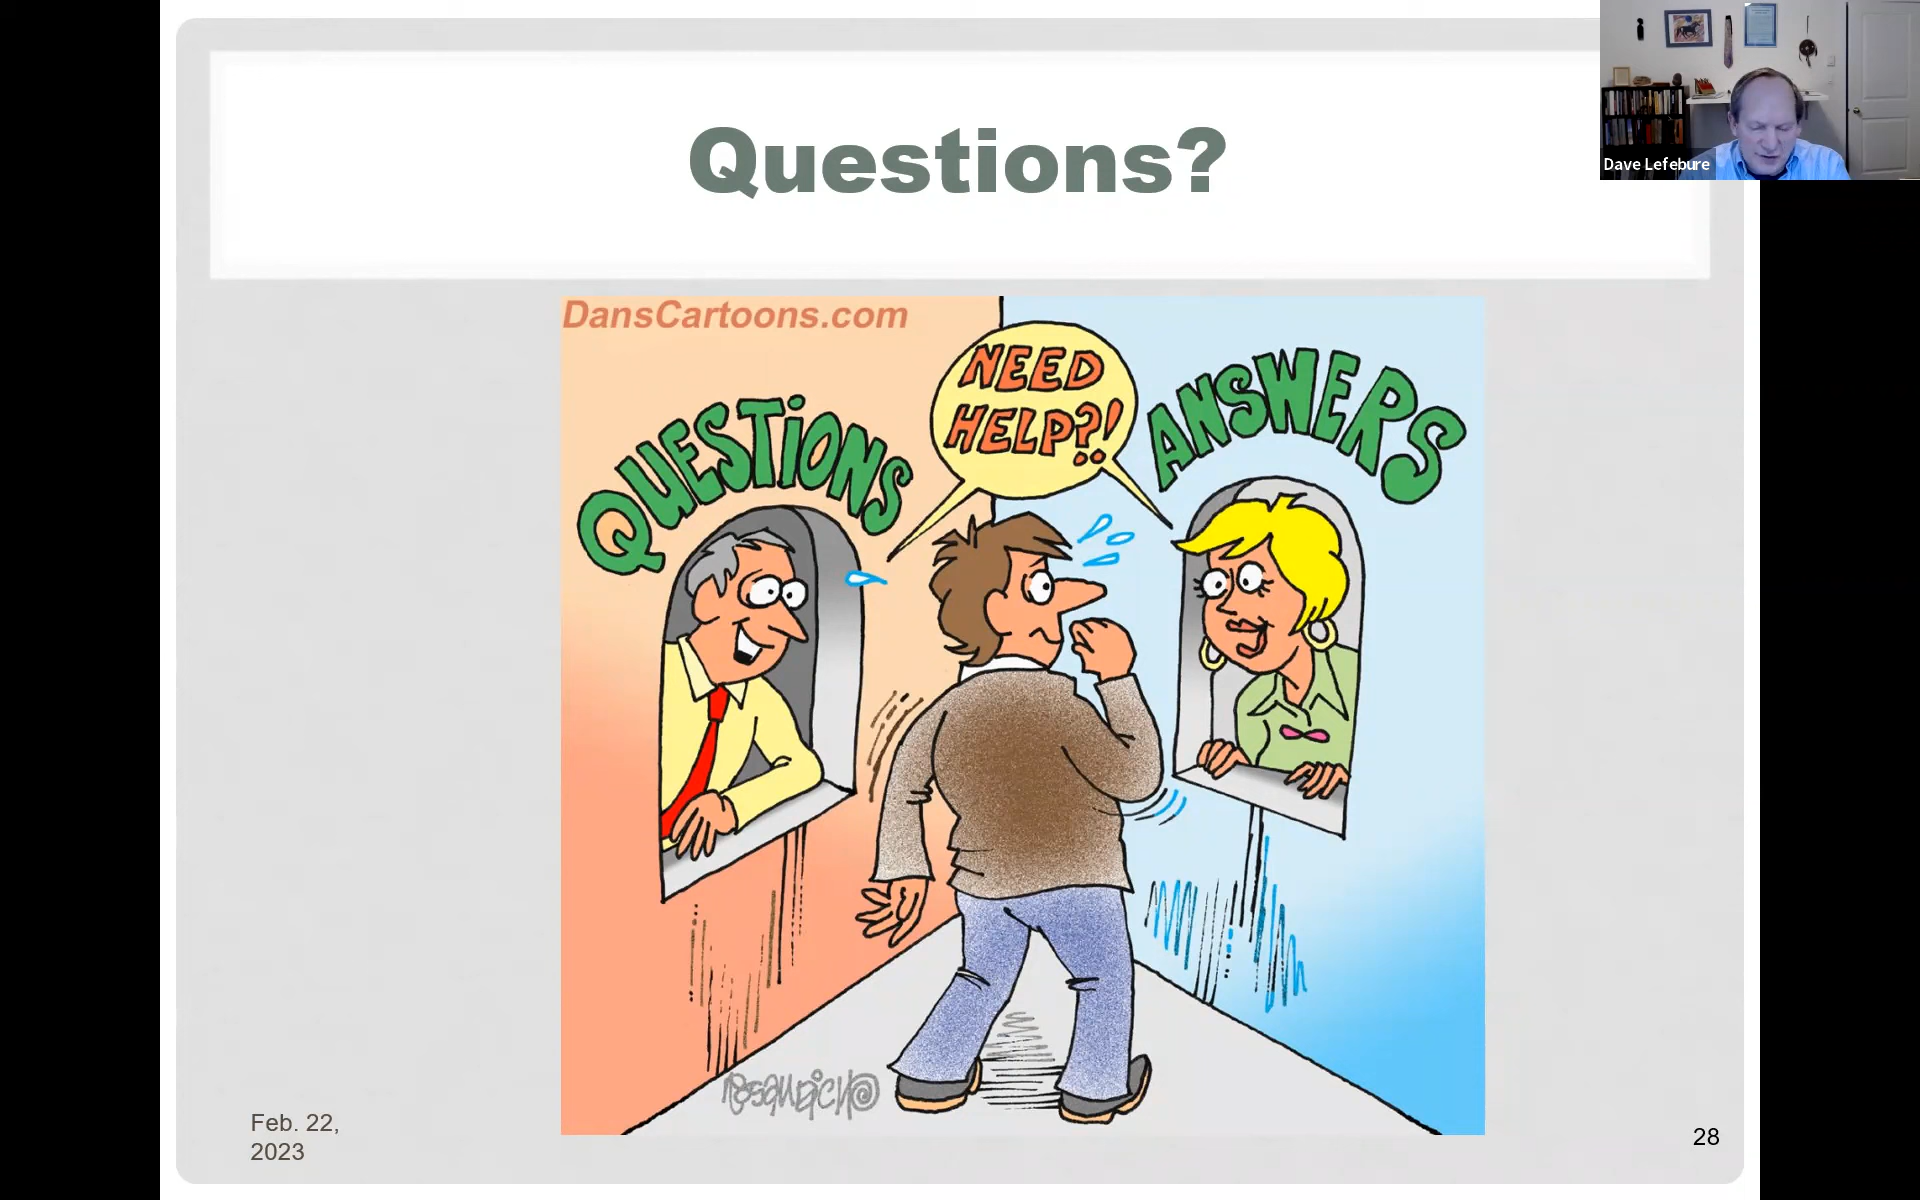 Questions?
Dave Lefebure
DansCartoons.com
NEED
HELP?!
QUESTIONS
ANSWERS
Feb. 22,
2023
28